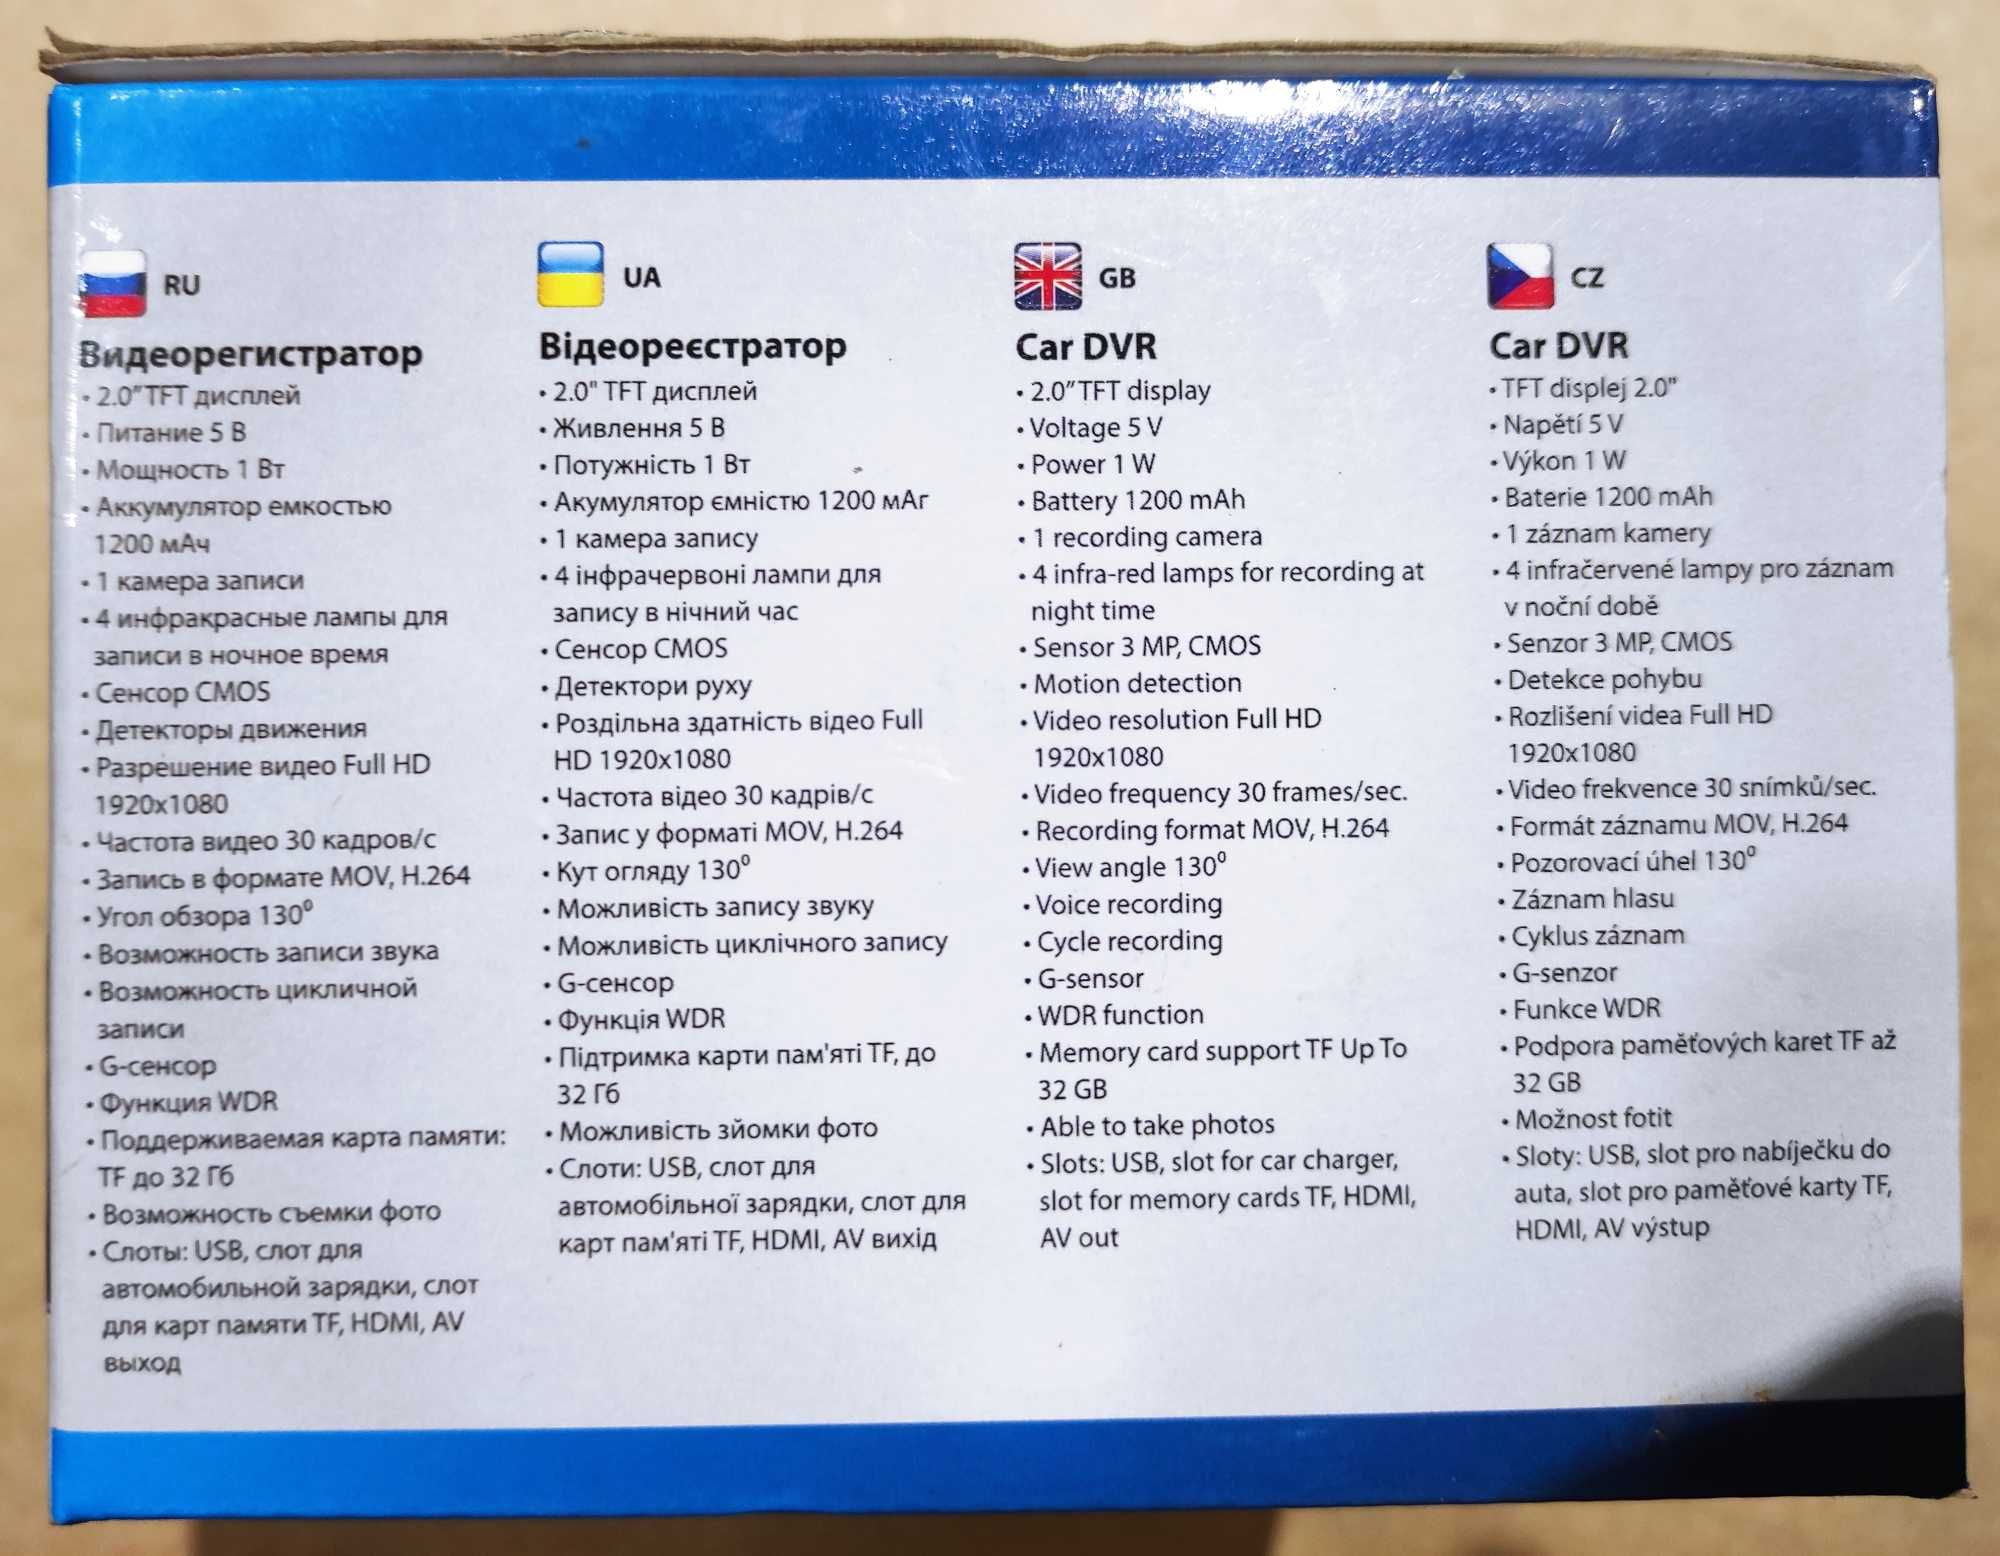 RU
Видеорегистратор
• 2.0" TFT дисплей
• Питание 5 В
• Мощность 1 Вт
• Аккумулятор емкостью
1200 мАч
• 1 камера записи
• 4 инфракрасные лампы для
записи в ночное время
• Сенсор CMOS
• Детекторы движения
• Разрешение видео Full HD
1920x1080
• Частота видео 30 кадров/с
• Запись в формате MOV, H.264
• Угол обзора 130⁰
• Возможность записи звука
• Возможность цикличной
записи
• G-сенсор
• Функция WDR
• Поддерживаемая карта памяти:
TF до 32 Гб
• Возможность съемки фото
• Слоты: USB, слот для
автомобильной зарядки, слот
для карт памяти TF, HDMI, AV
выход
UA
Відеореєстратор
• 2.0" TFT дисплей
• Живлення 5 В
• Потужність 1 Вт
• Акумулятор ємністю 1200 мАг
• 1 камера запису
• 4 інфрачервоні лампи для
запису в нічний час
• Сенсор CMOS
• Детектори руху
• Роздільна здатність відео Full
HD 1920x1080
• Частота відео 30 кадрів/с
• Запис у форматі MOV, H.264
• Кут огляду 130⁰
• Можливість запису звуку
• Можливість циклічного запису
• G-сенсор
• Функція WDR
• Підтримка карти пам'яті TF, до
32 Гб
• Можливість зйомки фото
• Слоти: USB, слот для
автомобільної зарядки, слот для
карт пам'яті TF, HDMI, AV вихід
GB
Car DVR
• 2.0" TFT display
• Voltage 5 V
• Power 1 W
• Battery 1200 mAh
• 1 recording camera
• 4 infra-red lamps for recording at
night time
• Sensor 3 MP, CMOS
• Motion detection
• Video resolution Full HD
1920x1080
• Video frequency 30 frames/sec.
• Recording format MOV, H.264
• View angle 130⁰
• Voice recording
• Cycle recording
• G-sensor
• WDR function
• Memory card support TF Up To
32 GB
• Able to take photos
• Slots: USB, slot for car charger,
slot for memory cards TF, HDMI,
AV out
CZ
Car DVR
• TFT displej 2.0"
• Napětí 5 V
• Výkon 1 W
• Baterie 1200 mAh
• 1 záznam kamery
• 4 infračervené lampy pro záznam
v noční době
• Senzor 3 MP, CMOS
• Detekce pohybu
• Rozlišení videa Full HD
1920x1080
• Video frekvence 30 snímků/sec.
• Formát záznamu MOV, H.264
• Pozorovací úhel 130⁰
• Záznam hlasu
• Cyklus záznam
• G-senzor
• Funkce WDR
• Podpora paměťových karet TF až
32 GB
• Možnost fotit
• Sloty: USB, slot pro nabíječku do
auta, slot pro paměťové karty TF,
HDMI, AV výstup